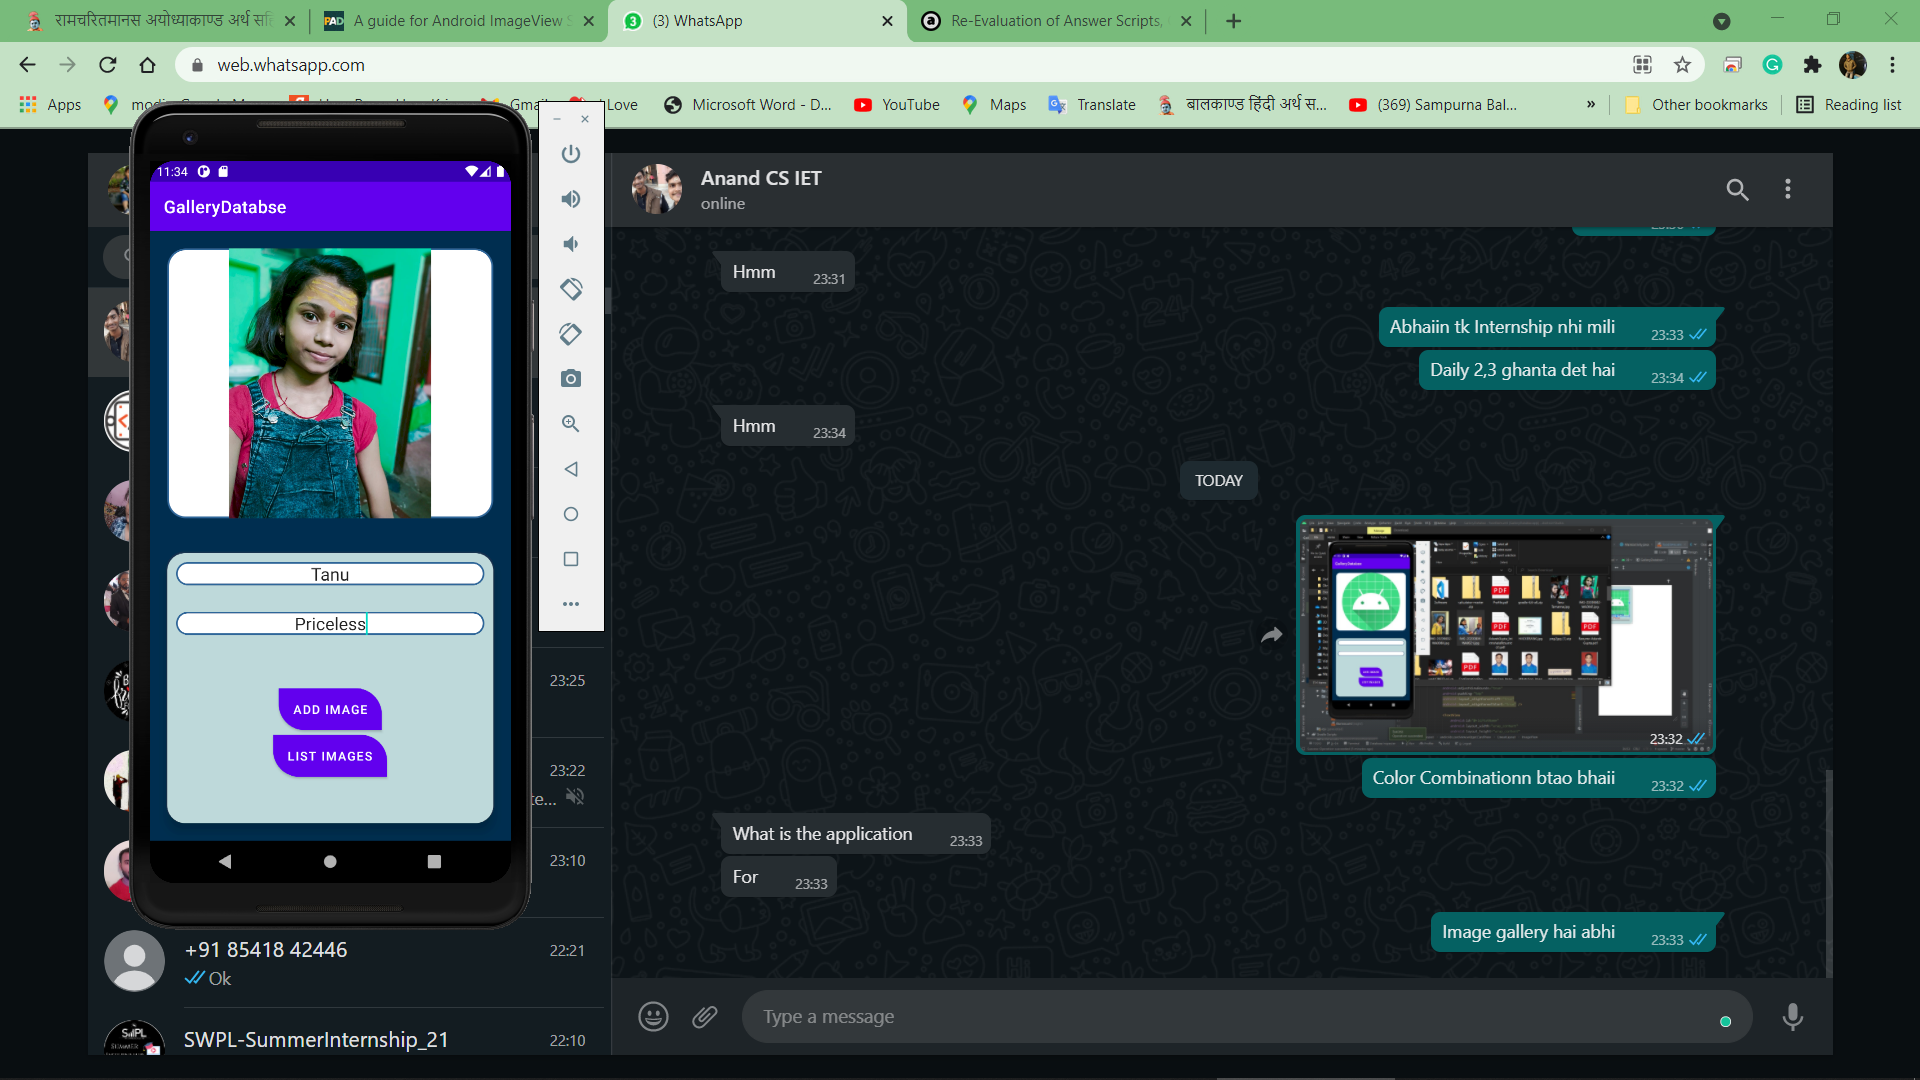 रामचरितमानस अयोध्याकाण्ड अर्थ सहि
A guide for Android ImageView S
(3) WhatsApp
Re-Evaluation of Answer Scripts,
web.whatsapp.com
Apps
Gmail
Love
Microsoft Word - D...
YouTube
Maps
Translate
बालकाण्ड हिंदी अर्थ स...
(369) Sampurna Bal...
»
Other bookmarks
Reading list
11:34
GalleryDatabse
Tanu
Priceless
ADD IMAGE
LIST IMAGES
23:25
23:22
te...
23:10
+91 85418 42446
22:21
Ok
SWPL-SummerInternship_21
22:10
Anand CS IET
online
Hmm
23:31
Abhaiin tk Internship nhi mili
23:33
Daily 2,3 ghanta det hai
23:34
Hmm
23:34
TODAY
23:32
Color Combinationn btao bhaii
23:32
What is the application
23:33
For
23:33
Image gallery hai abhi
23:33
Type a message